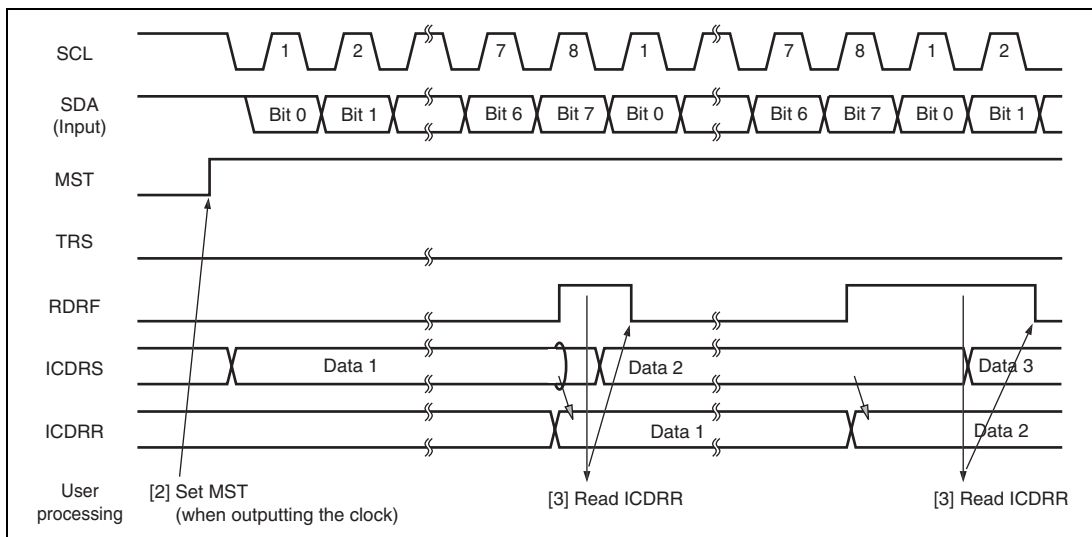 SCL 1 2 7 8 1 7 8 1 2
SDA
(Input)
Bit 0 Bit 1 Bit 6 Bit 7 Bit 0 Bit 6 Bit 7 Bit 0 Bit 1
MST
TRS
RDRF
ICDRS Data 1 Data 2 Data 3
ICDRR Data 1 Data 2
User
processing
[2] Set MST
(when outputting the clock)
[3] Read ICDRR
[3] Read ICDRR